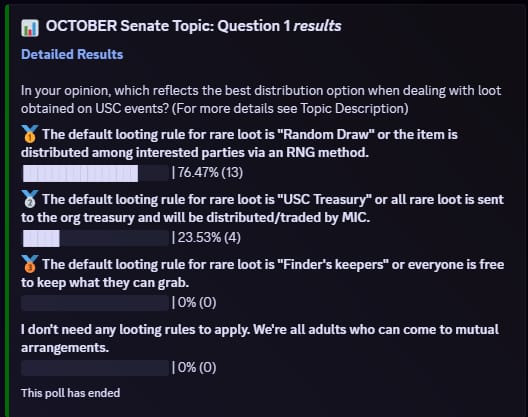 OCTOBER Senate Topic: Question 1 results
Detailed Results
In your opinion, which reflects the best distribution option when dealing with loot
obtained on USC events? (For more details see Topic Description)
The default looting rule for rare loot is "Random Draw" or the item is
distributed among interested parties via an RNG method.
| 76.47% (13)
The default looting rule for rare loot is "USC Treasury" or all rare loot is sent
to the org treasury and will be distributed/traded by MIC.
| 23.53% (4)
The default looting rule for rare loot is "Finder's keepers" or everyone is free
to keep what they can grab.
| 0% (0)
I don't need any looting rules to apply. We're all adults who can come to mutual
arrangements.
| 0% (0)
This poll has ended